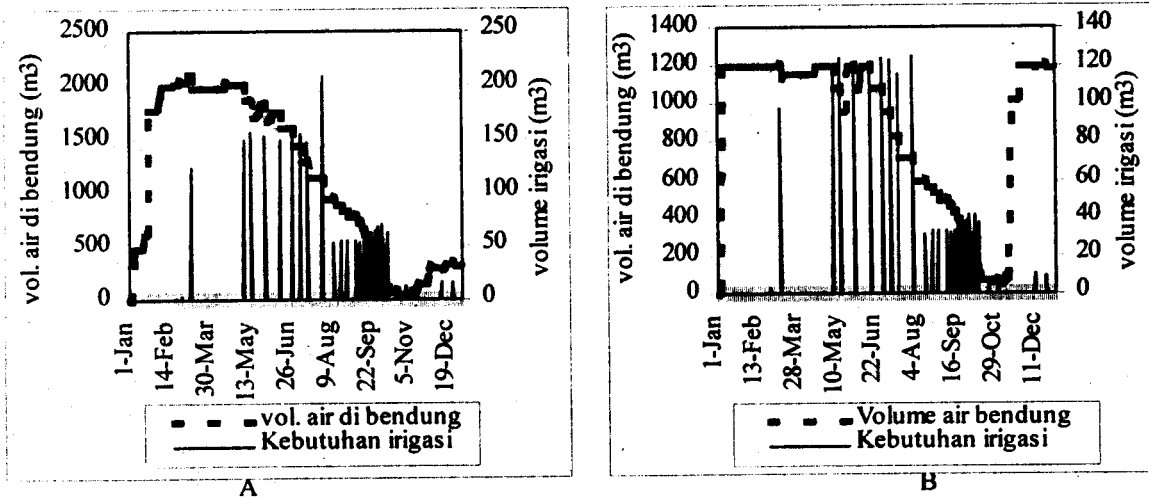 2500
2000
1500
1000
500
0
250
200
150
100
50
0
vol. air di bendung (m3)
volume irigasi (m3)
1-Jan
14-Feb
30-Mar
13-May
26-Jun
9-Aug
22-Sep
5-Nov
19-Dec
vol. air di bendung
Kebutuhan irigasi
A
1400
1200
1000
800
600
400
200
0
140
120
100
80
60
40
20
0
vol. air di bendung (m3)
volume irigasi (m3)
1-Jan
13-Feb
28-Mar
10-May
22-Jun
4-Aug
16-Sep
29-Oct
11-Dec
Volume air bendung
Kebutuhan irigasi
B